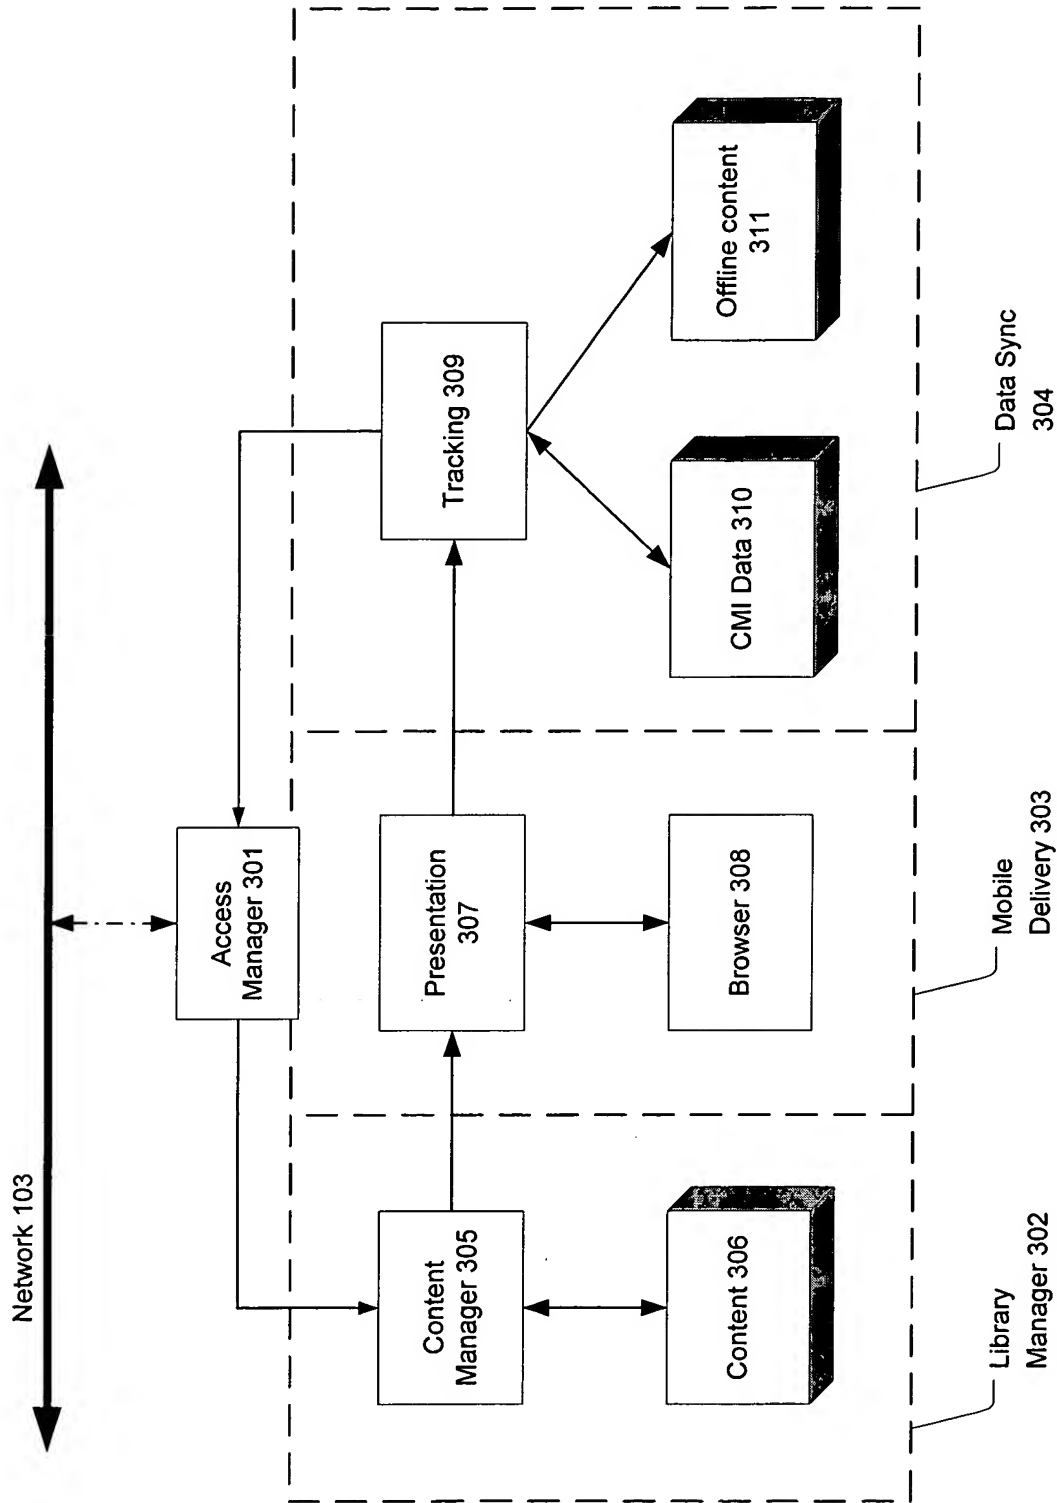 Network 103
Access
Manager 301
Content
Manager 305
Presentation
307
Tracking 309
Content 306
Browser 308
CMI Data 310
Offline content
311
Library
Manager 302
Mobile
Delivery 303
Data Sync
304